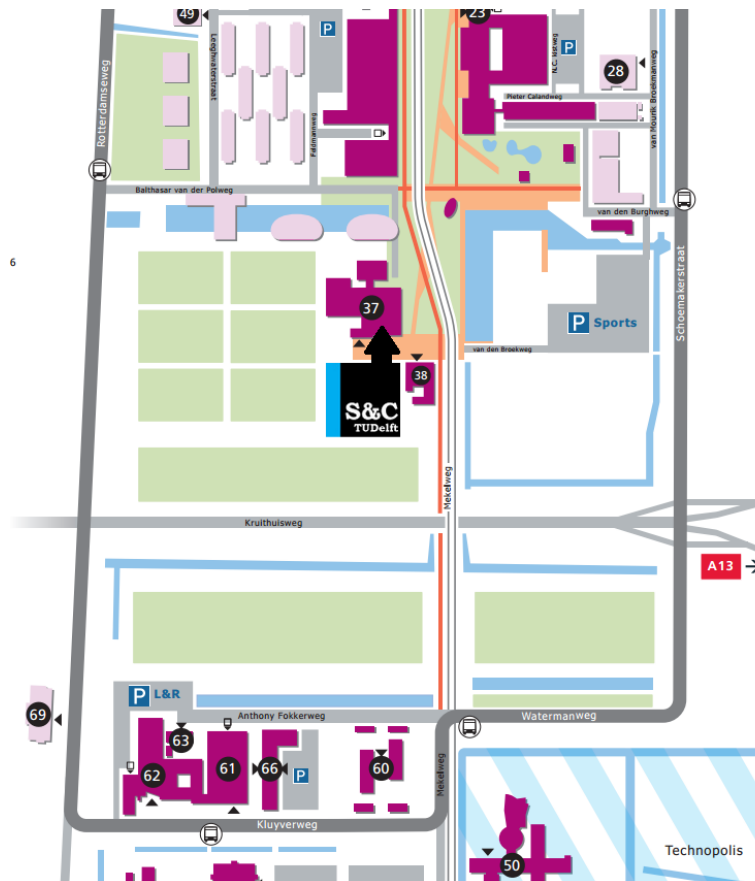 49
P
23
P
28
Leeghwaterstraat
N.C. Kistweg
Rotterdamseweg
Pieter Calandweg
van Mourik Broekmanweg
Feldmannweg
Balthasar van der Polweg
van den Burghweg
6
37
P Sports
Schoemakerstraat
van den Broekweg
38
S&C
TUDelft
Mekelweg
Kruithuisweg
A13
P L&R
69
Anthony Fokkerweg
Watermanweg
63
62
61
66
P
60
Mekelweg
Kluyverweg
Technopolis
50